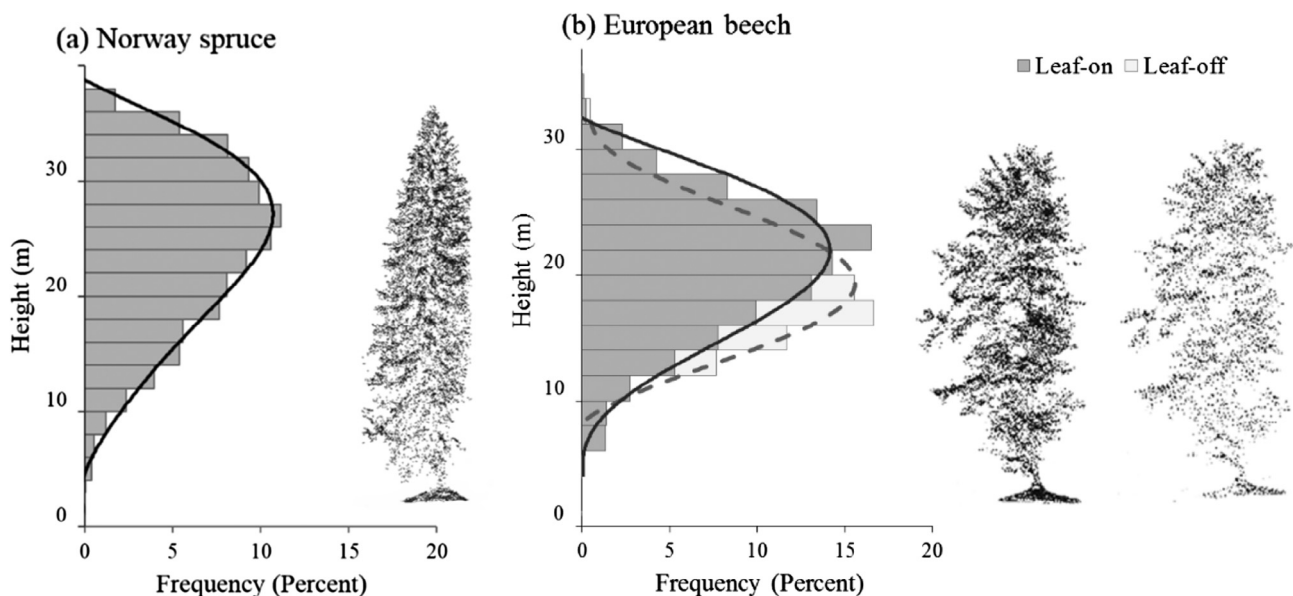 (a) Norway spruce
Height (m)
30
20
10
0
0 5 10 15 20
Frequency (Percent)
(b) European beech
Leaf-on Leaf-off
Height (m)
30
20
10
0
0 5 10 15 20
Frequency (Percent)